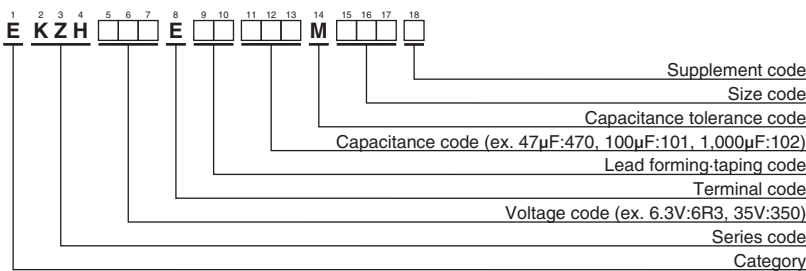 1 2 3 4 5 6 7 8 9 10 11 12 13 14 15 16 17 18
E KZH E M
Supplement code
Size code
Capacitance tolerance code
Capacitance code (ex. 47µF:470, 100µF:101, 1,000µF:102)
Lead forming·taping code
Terminal code
Voltage code (ex. 6.3V:6R3, 35V:350)
Series code
Category